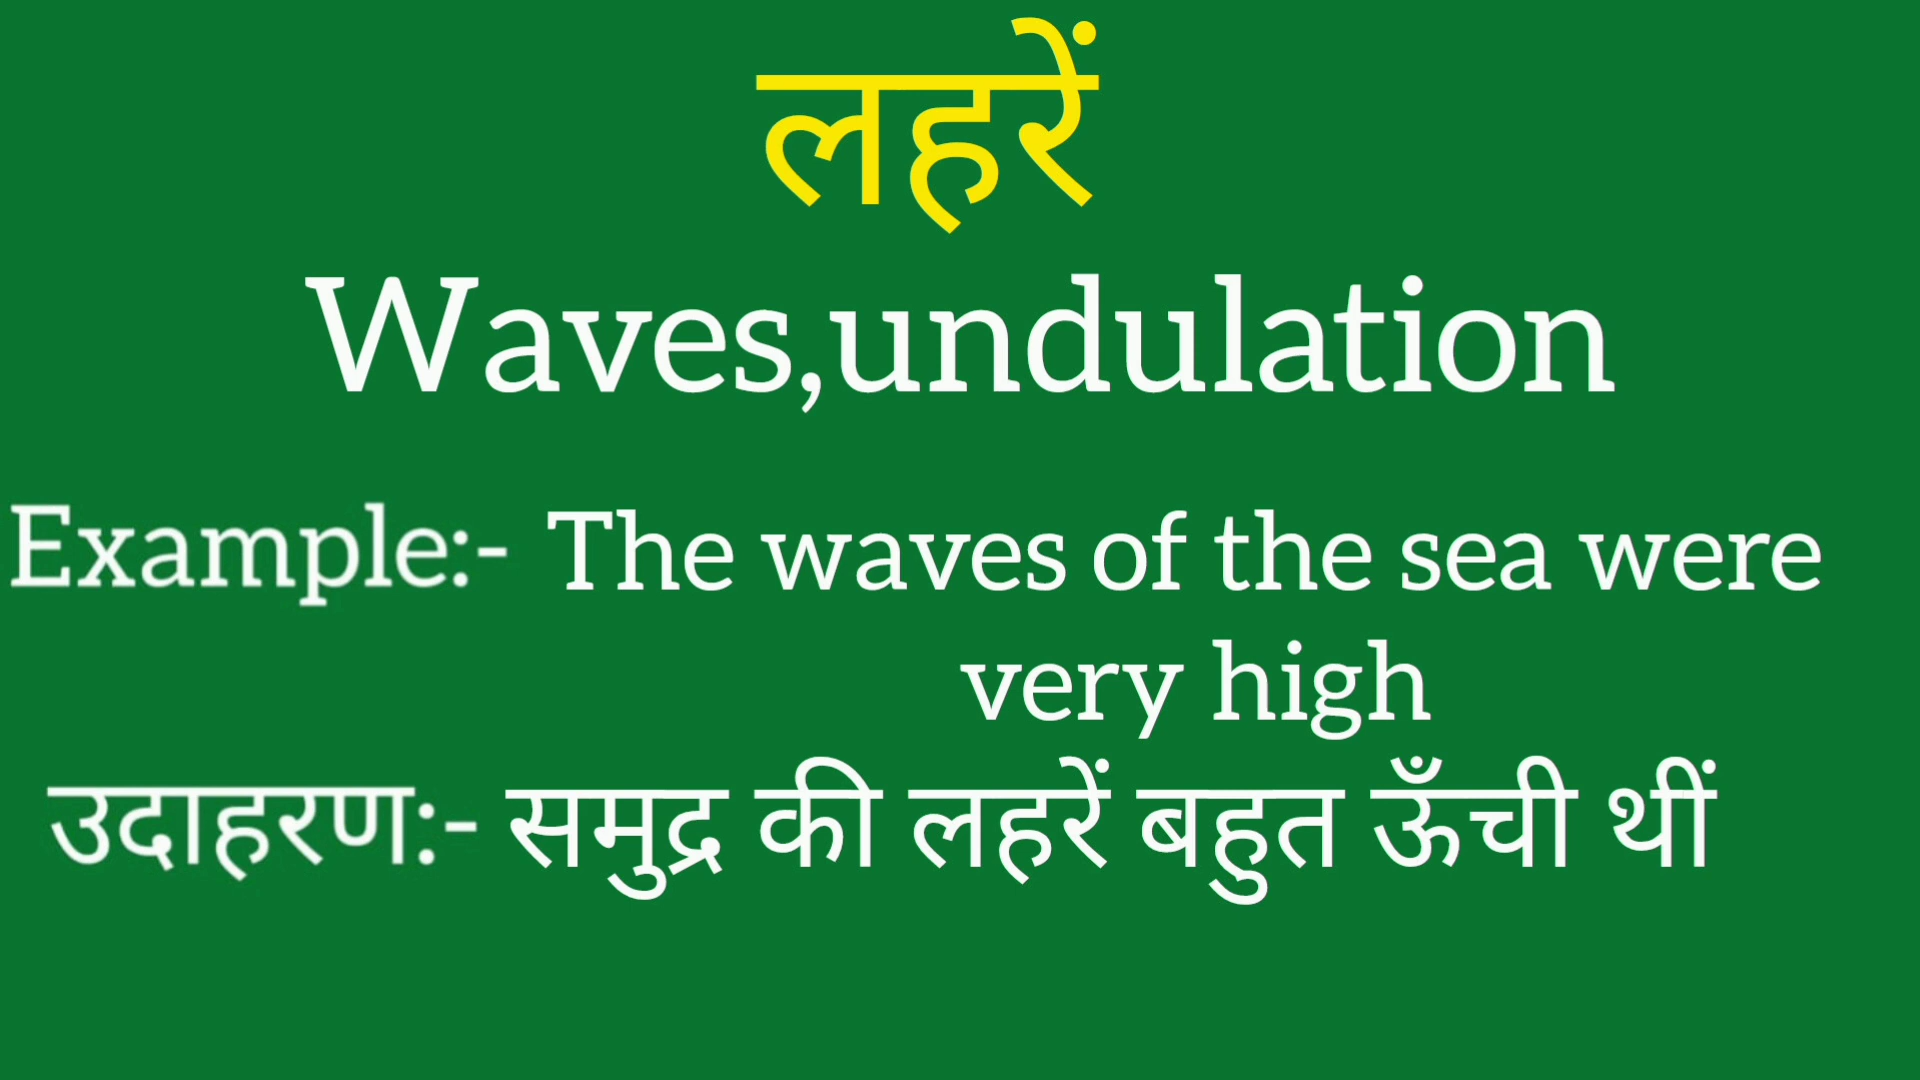 लहरें
Waves,undulation
Example:- The waves of the sea were
very high
उदाहरण:- समुद्र की लहरें बहुत ऊँची थीं